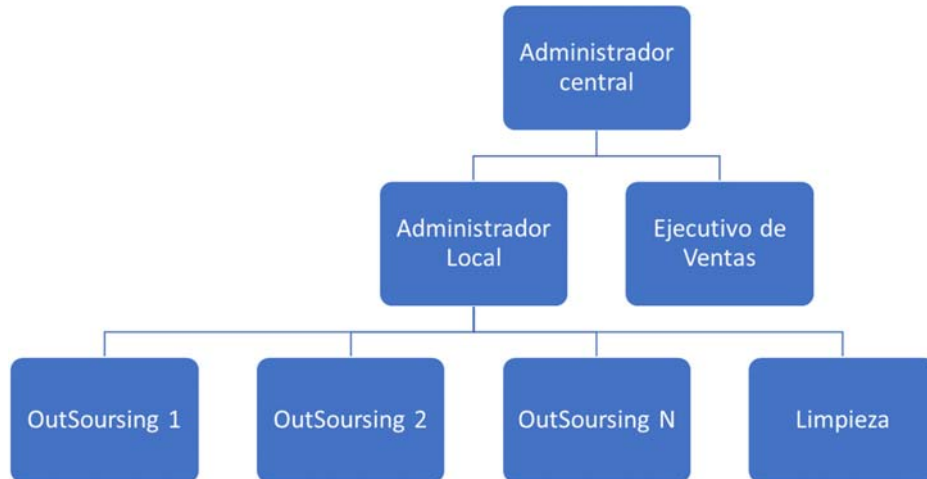 Administrador
central
Administrador
Local
Ejecutivo de
Ventas
OutSoursing 1
OutSoursing 2
OutSoursing N
Limpieza